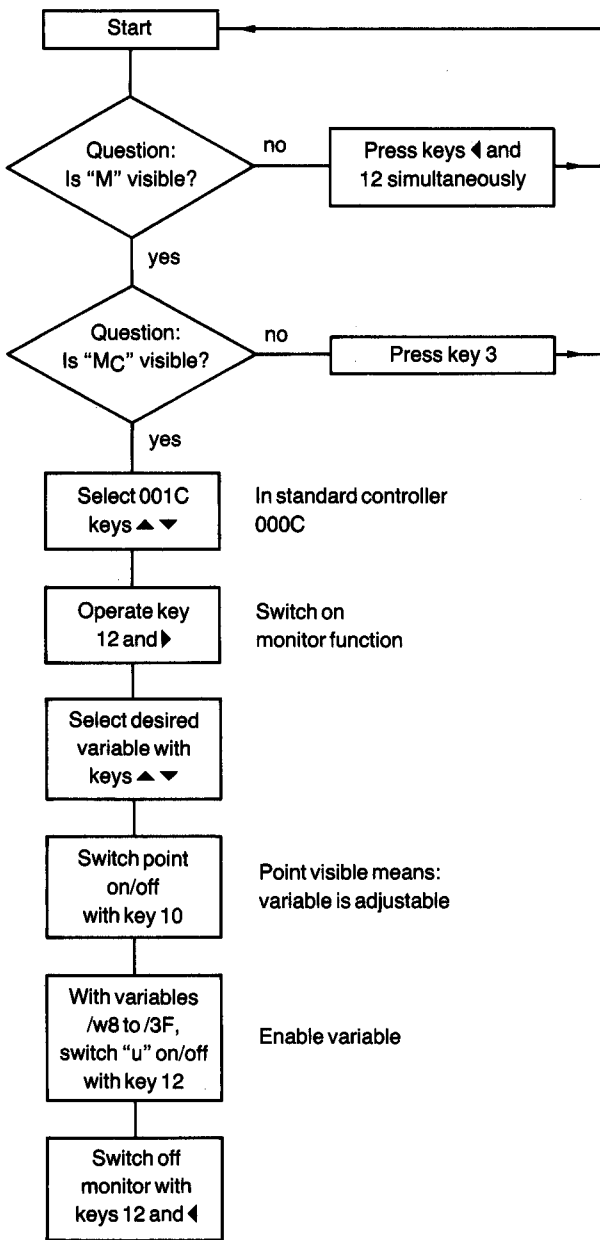 Start
Question:
Is “M” visible?
no
Press keys ◀ and
12 simultaneously
yes
Question:
Is “MC” visible?
no
Press key 3
yes
Select 001C
keys ▲ ▼
In standard controller
000C
Operate key
12 and ▶
Switch on
monitor function
Select desired
variable with
keys ▲ ▼
Switch point
on/off
with key 10
Point visible means:
variable is adjustable
With variables
/w8 to /3F,
switch “u” on/off
with key 12
Enable variable
Switch off
monitor with
keys 12 and ◀